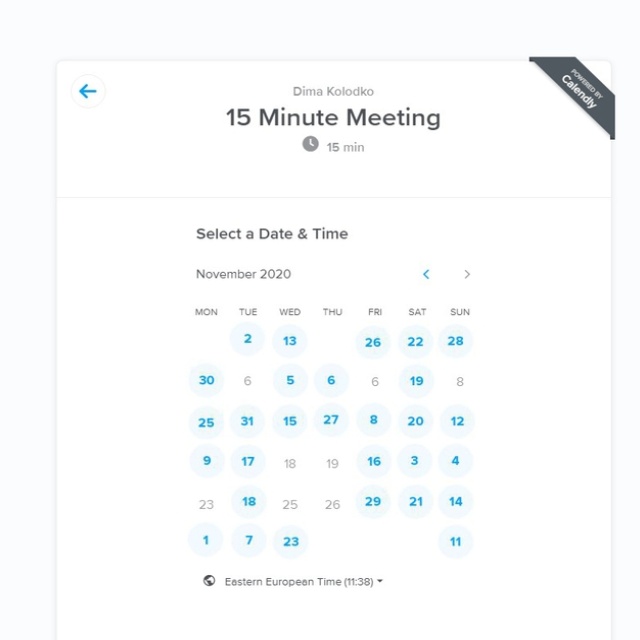 POWERED BY
Calendly
Dima Kolodko
15 Minute Meeting
15 min
Select a Date & Time
November 2020
MON TUE WED THU FRI SAT SUN
2 13 26 22 28
30 6 5 6 6 19 8
25 31 15 27 8 20 12
9 17 18 19 16 3 4
23 18 25 26 29 21 14
1 7 23 11
Eastern European Time (11:38)